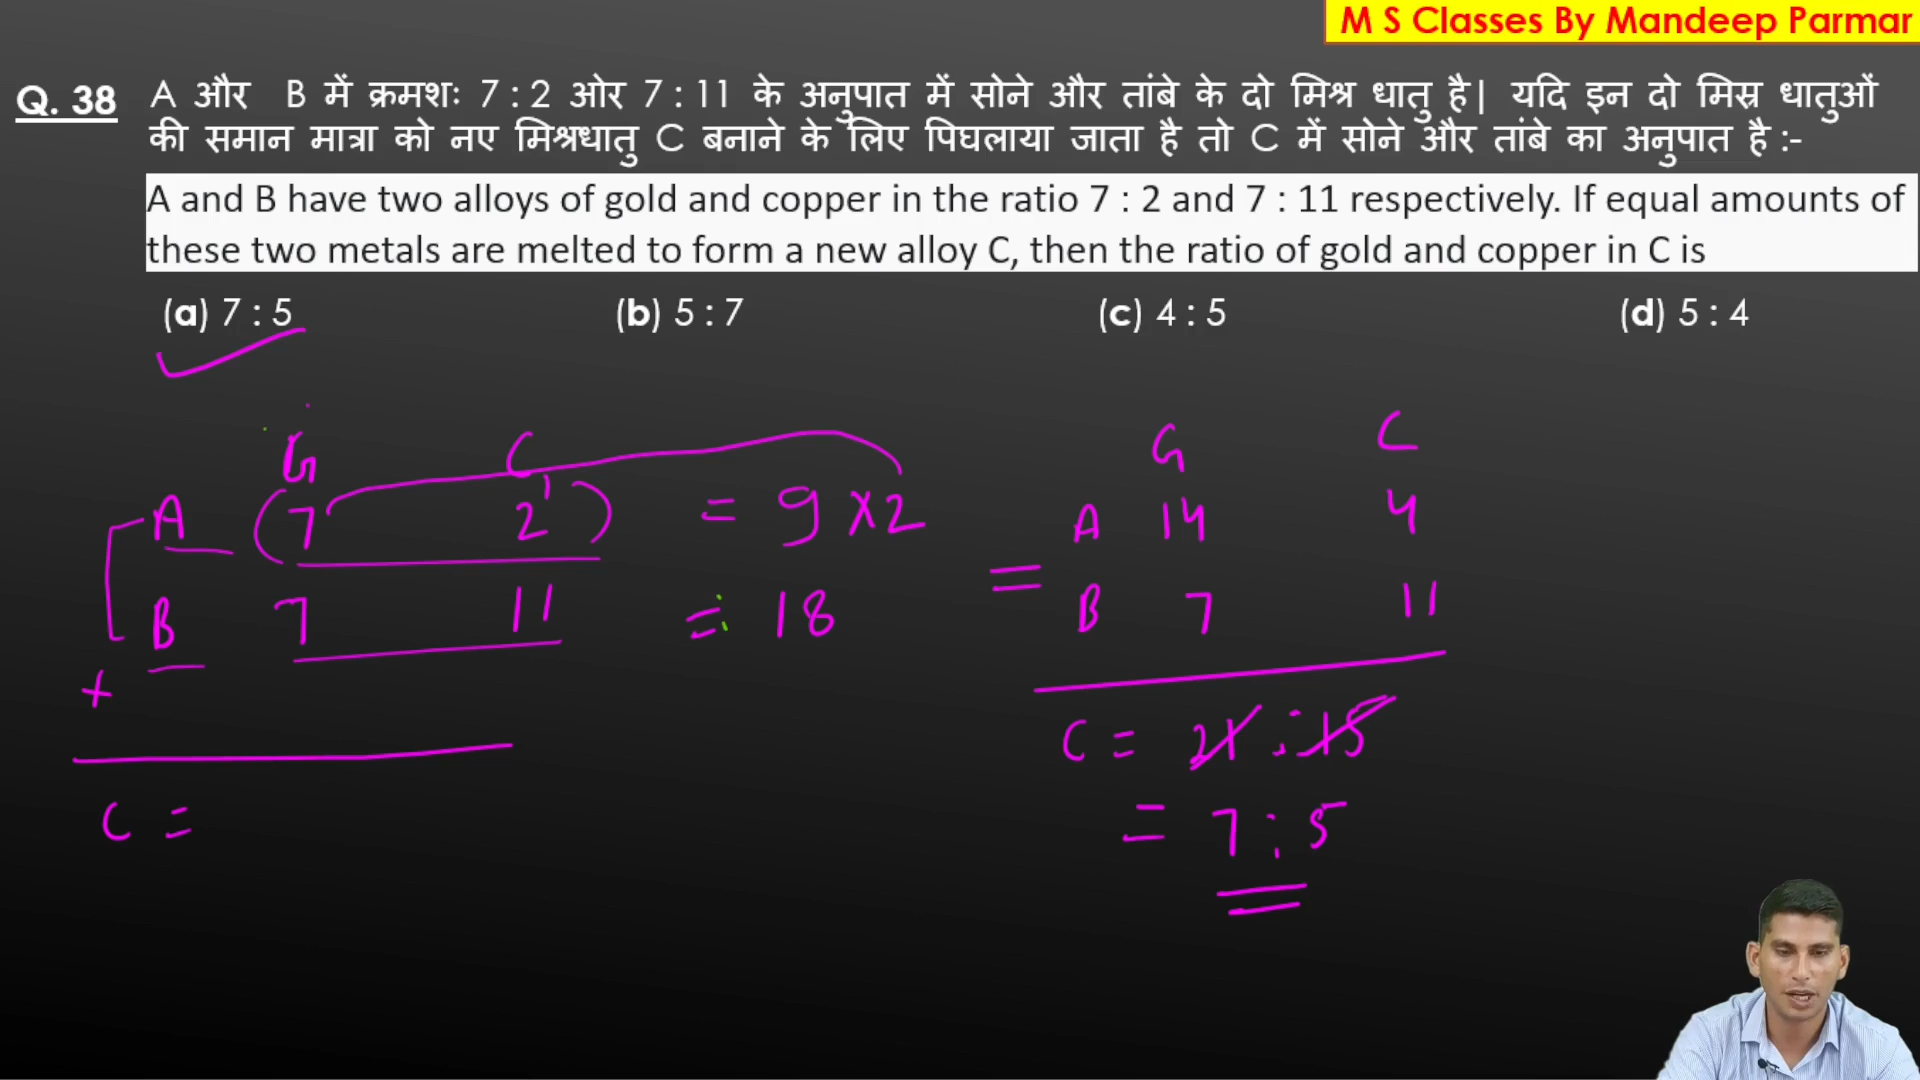 M S Classes By Mandeep Parmar
Q. 38 A और B में क्रमशः 7 : 2 ओर 7 : 11 के अनुपात में सोने और तांबे के दो मिश्र धातु है| यदि इन दो मिस्र धातुओं
की समान मात्रा को नए मिश्रधातु C बनाने के लिए पिघलाया जाता है तो C में सोने और तांबे का अनुपात है :-
A and B have two alloys of gold and copper in the ratio 7 : 2 and 7 : 11 respectively. If equal amounts of
these two metals are melted to form a new alloy C, then the ratio of gold and copper in C is
(a) 7 : 5 (b) 5 : 7 (c) 4 : 5 (d) 5 : 4
G C
A (7 2) = 9 × 2
B 7 11 = 18
+
C =
G C
= A 14 4
B 7 11
C = 21 : 15
= 7 : 5